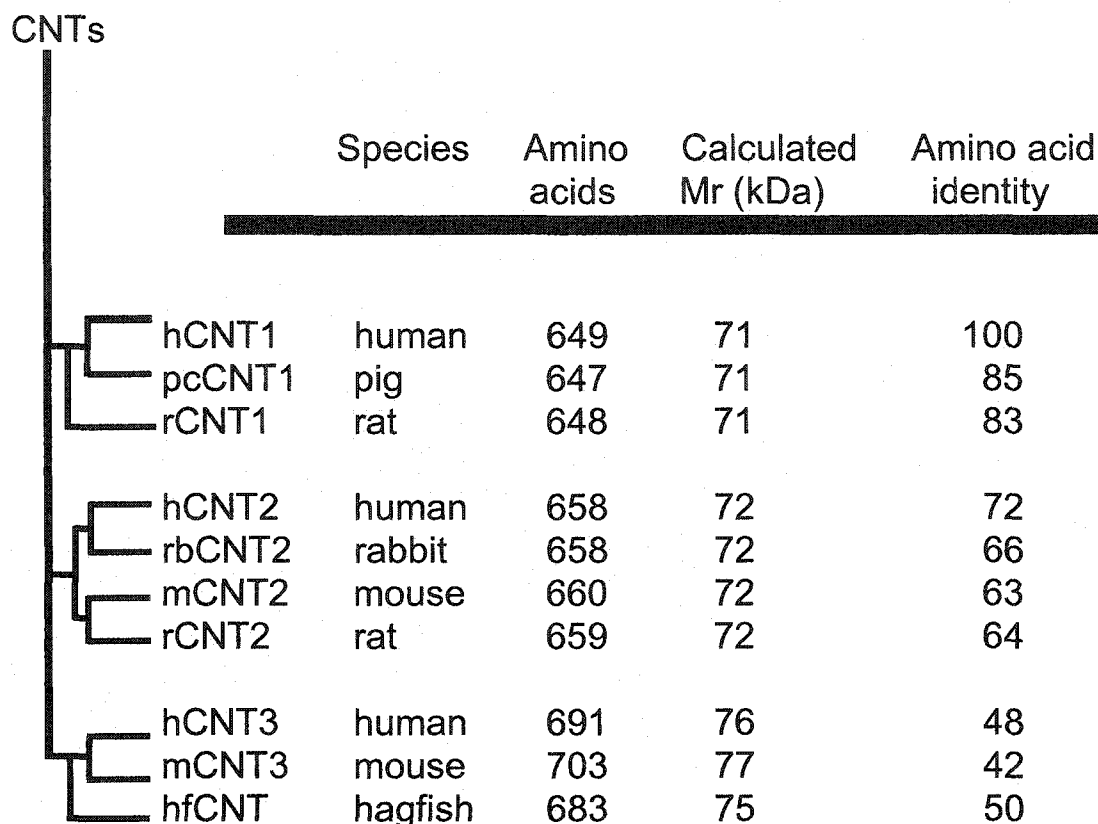 CNTs
Species Amino acids Calculated Mr (kDa) Amino acid identity
hCNT1 human 649 71 100
pcCNT1 pig 647 71 85
rCNT1 rat 648 71 83
hCNT2 human 658 72 72
rbCNT2 rabbit 658 72 66
mCNT2 mouse 660 72 63
rCNT2 rat 659 72 64
hCNT3 human 691 76 48
mCNT3 mouse 703 77 42
hfCNT hagfish 683 75 50